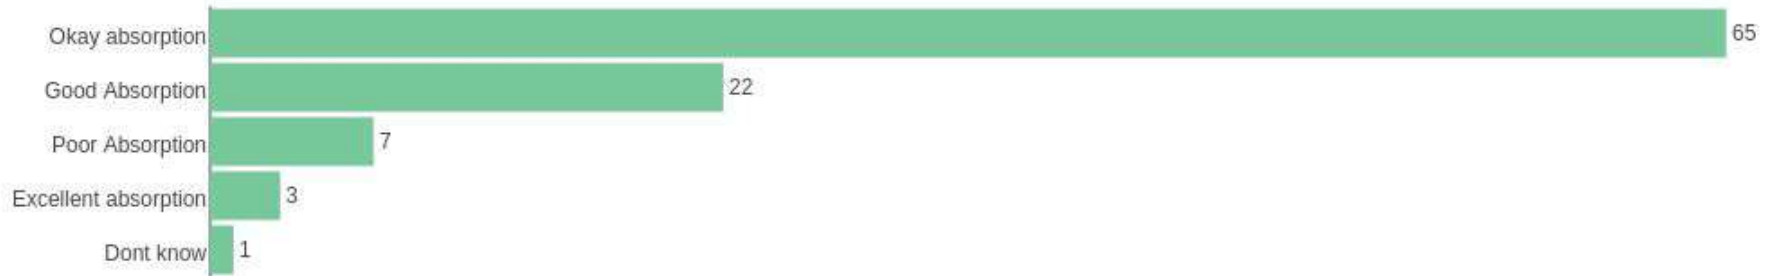 Okay absorption 65
Good Absorption 22
Poor Absorption 7
Excellent absorption 3
Dont know 1